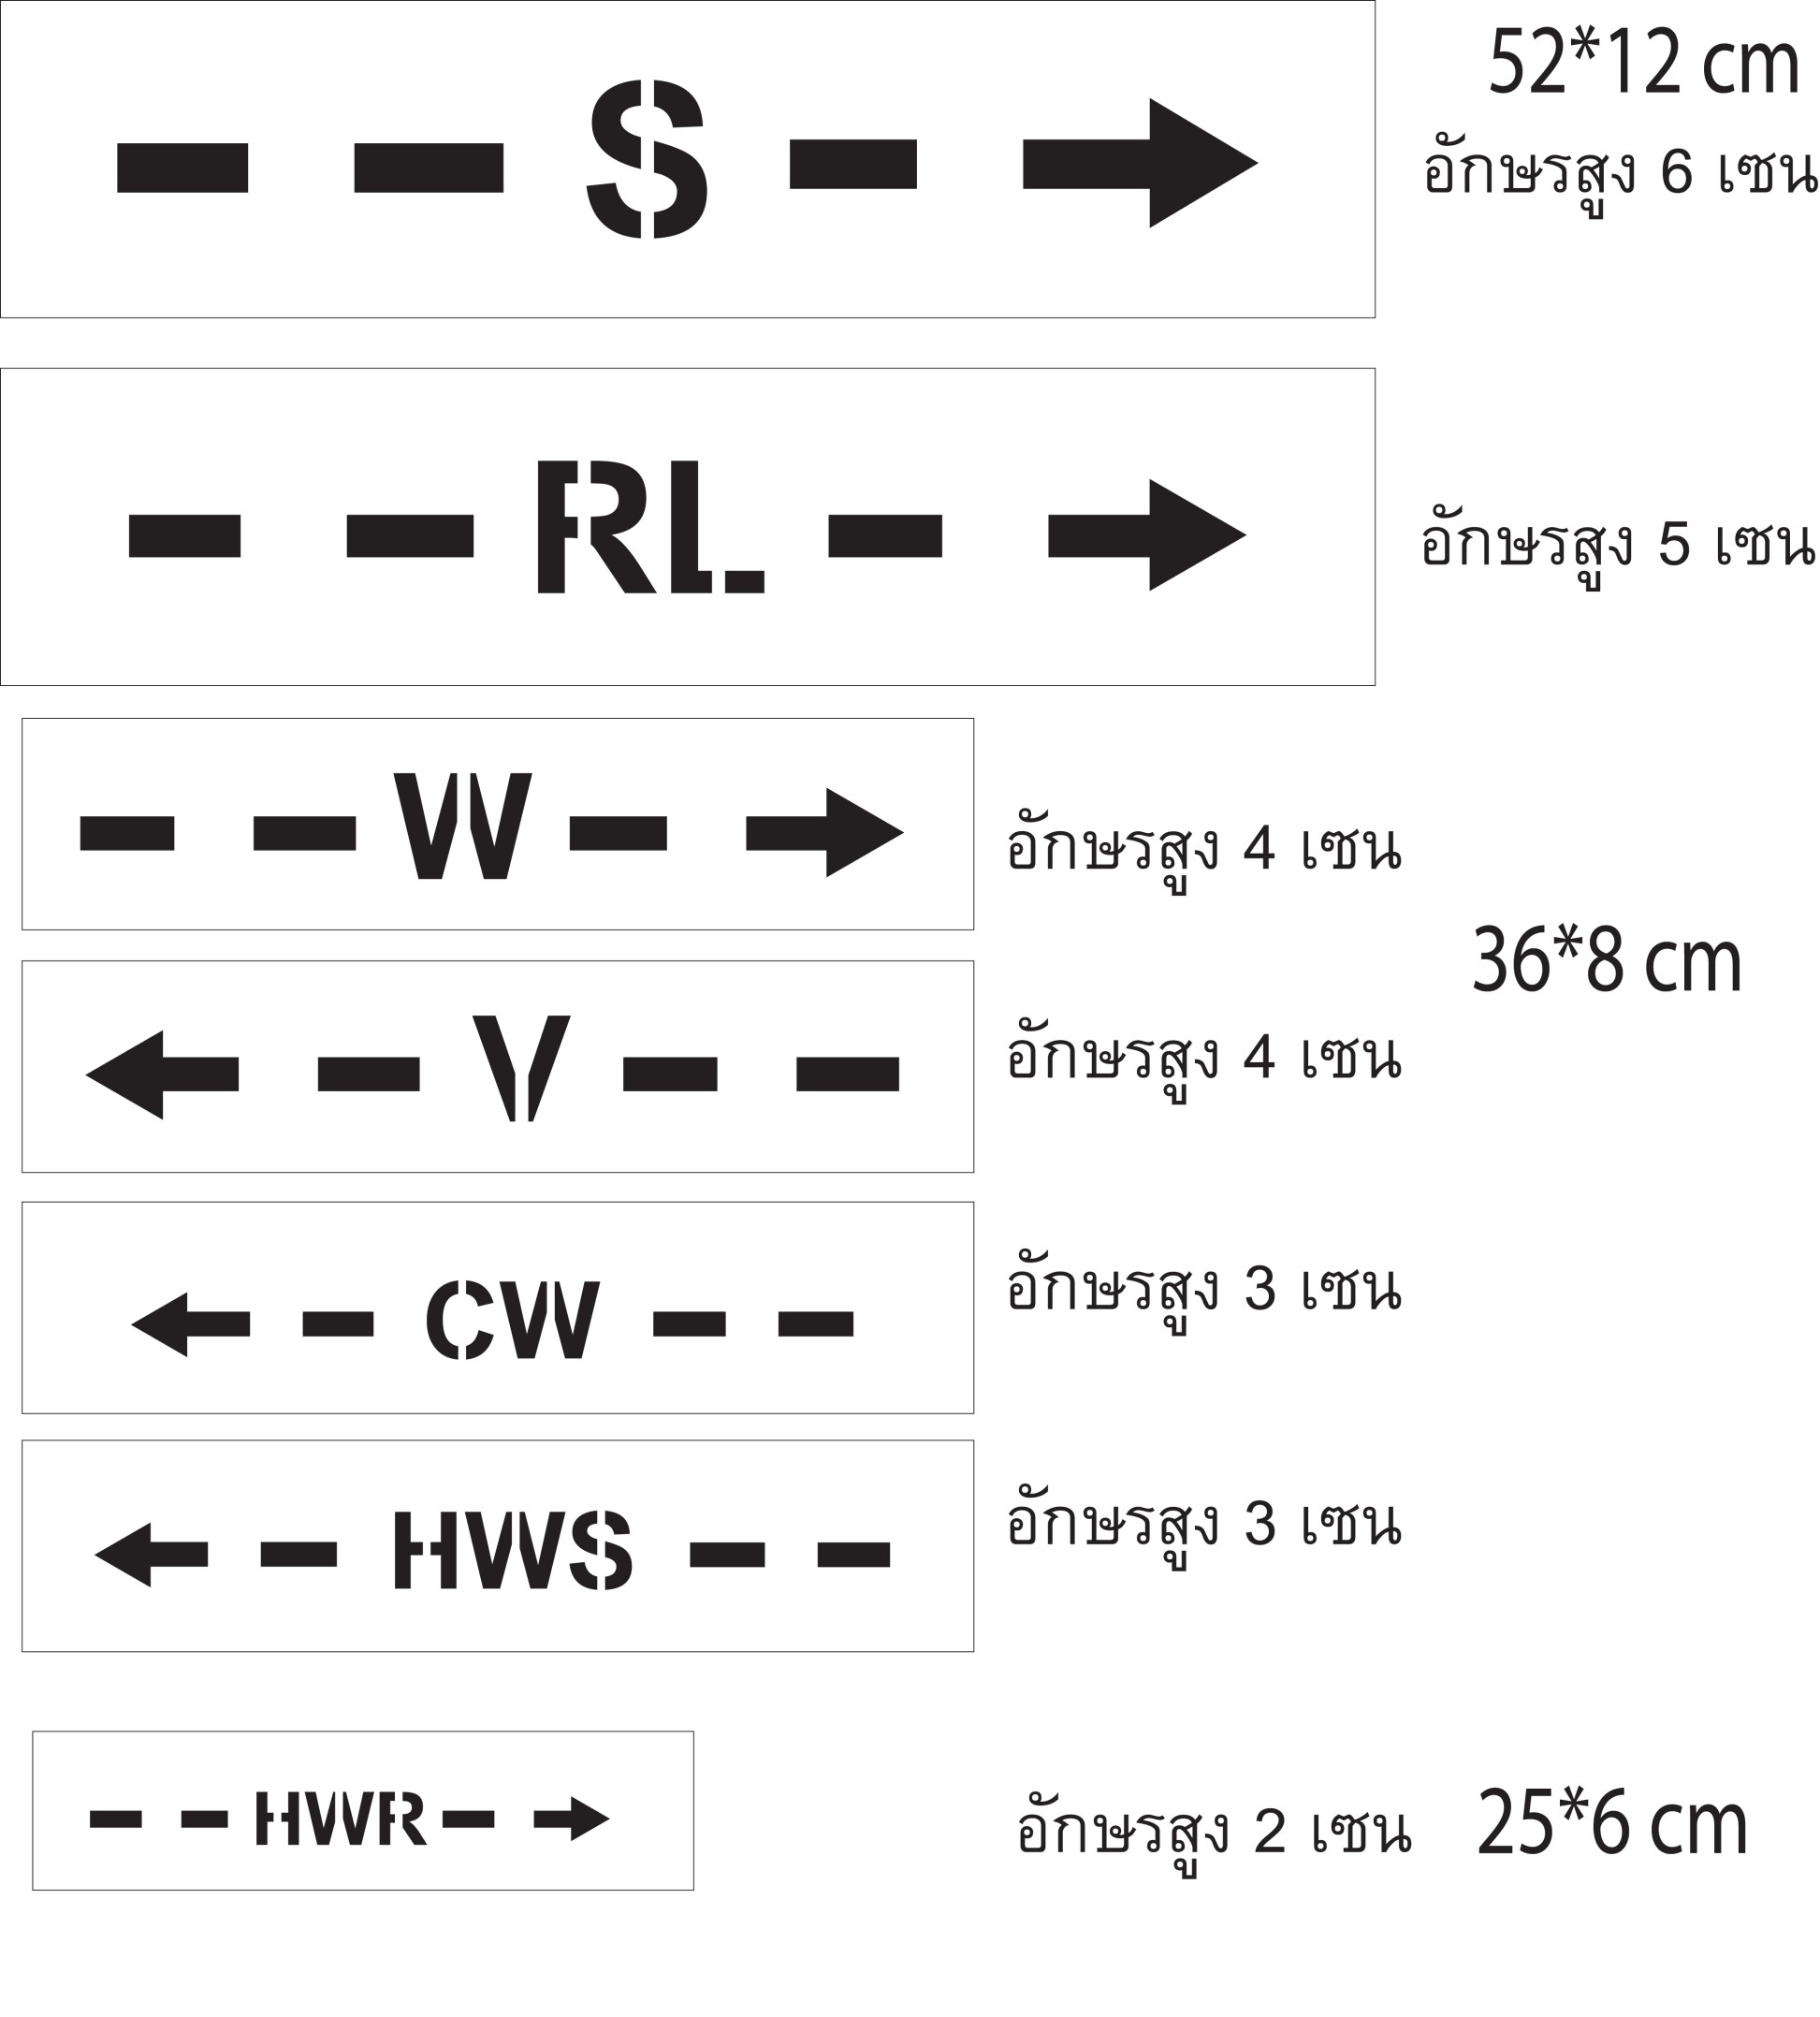 S
52*12 cm
อักษรสูง 6 เซน
RL
อักษรสูง 5 เซน
W
อักษรสูง 4 เซน
36*8 cm
V
อักษรสูง 4 เซน
CW
อักษรสูง 3 เซน
HWS
อักษรสูง 3 เซน
HWR
อักษรสูง 2 เซน
25*6 cm